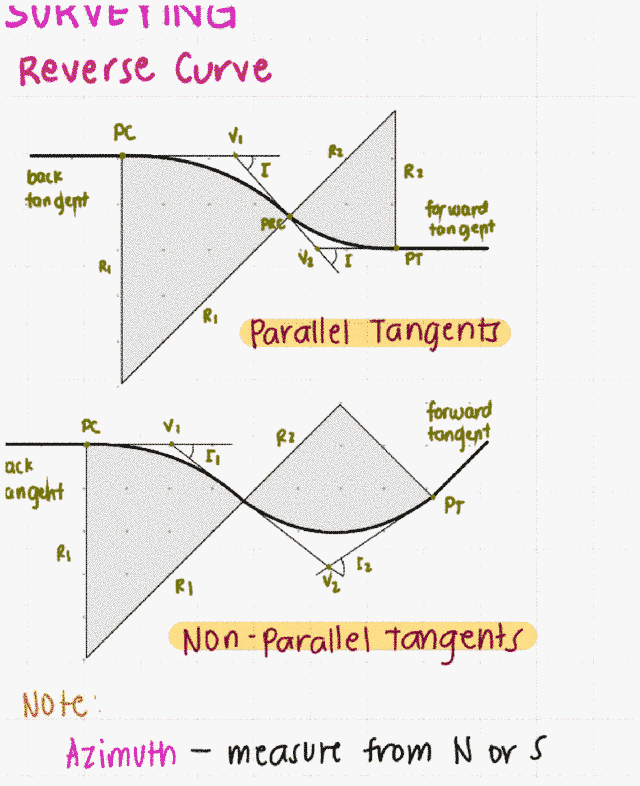 SURVEYING
Reverse Curve
PC
V1
I
R2
R2
back
tangent
PRC
forward
tangent
V2
I
PT
R1
R1
Parallel Tangents
PC
V1
I1
R2
forward
tangent
ack
angent
PT
R1
R1
V2
I2
Non-Parallel Tangents
Note:
Azimuth – measure from N or S